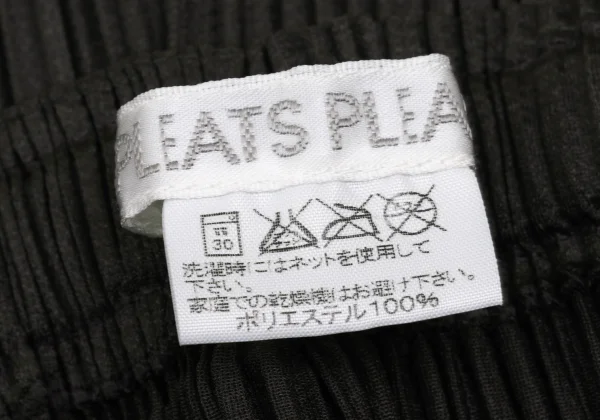 PLEATS PLEA
弱
30
洗濯時にはネットを使用して
下さい。
家庭での乾燥機はお避け下さい。
ポリエステル100%